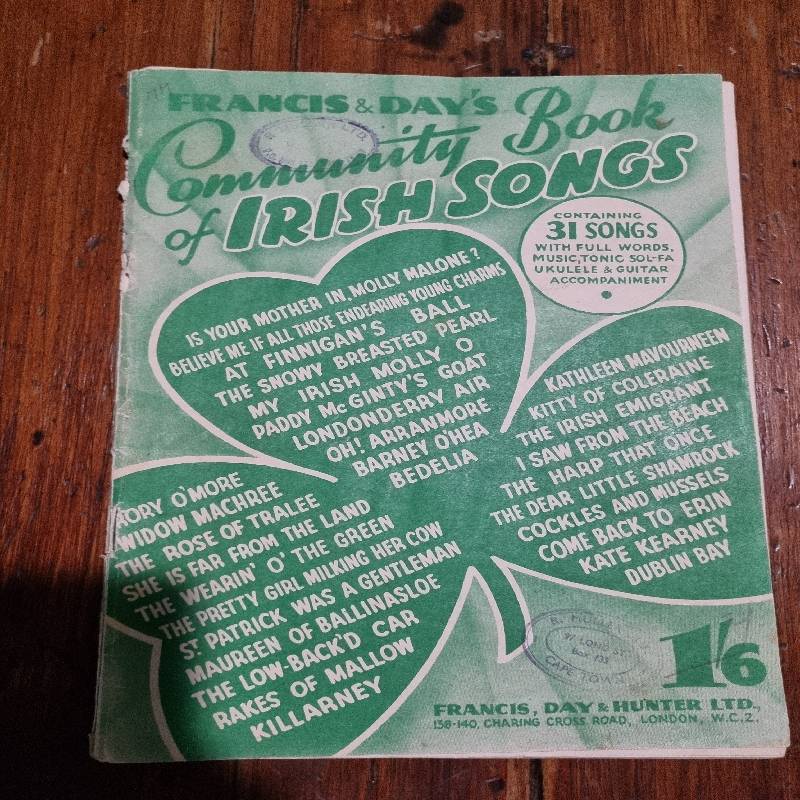 FRANCIS & DAY'S
Community Book
of IRISH SONGS
CONTAINING
31 SONGS
WITH FULL WORDS,
MUSIC, TONIC SOL-FA
UKULELE & GUITAR
ACCOMPANIMENT
IS YOUR MOTHER IN, MOLLY MALONE?
BELIEVE ME IF ALL THOSE ENDEARING YOUNG CHARMS
AT FINNIGAN'S BALL
THE SNOWY BREASTED PEARL
MY IRISH MOLLY O
PADDY McGINTY'S GOAT
LONDONDERRY AIR
OH! ARRANMORE
BARNEY O'HEA
BEDELIA
KATHLEEN MAVOURNEEN
KITTY OF COLERAINE
THE IRISH EMIGRANT
I SAW FROM THE BEACH
THE HARP THAT ONCE
THE DEAR LITTLE SHAMROCK
COCKLES AND MUSSELS
COME BACK TO ERIN
KATE KEARNEY
DUBLIN BAY
RORY O'MORE
WIDOW MACHREE
THE ROSE OF TRALEE
SHE IS FAR FROM THE LAND
THE WEARIN' O' THE GREEN
THE PRETTY GIRL MILKING HER COW
ST PATRICK WAS A GENTLEMAN
MAUREEN OF BALLINASLOE
THE LOW-BACK'D CAR
RAKES OF MALLOW
KILLARNEY
97 LONG ST.
CAPE TOWN
1/6
FRANCIS, DAY & HUNTER LTD.,
138-140, CHARING CROSS ROAD, LONDON, W.C.2.